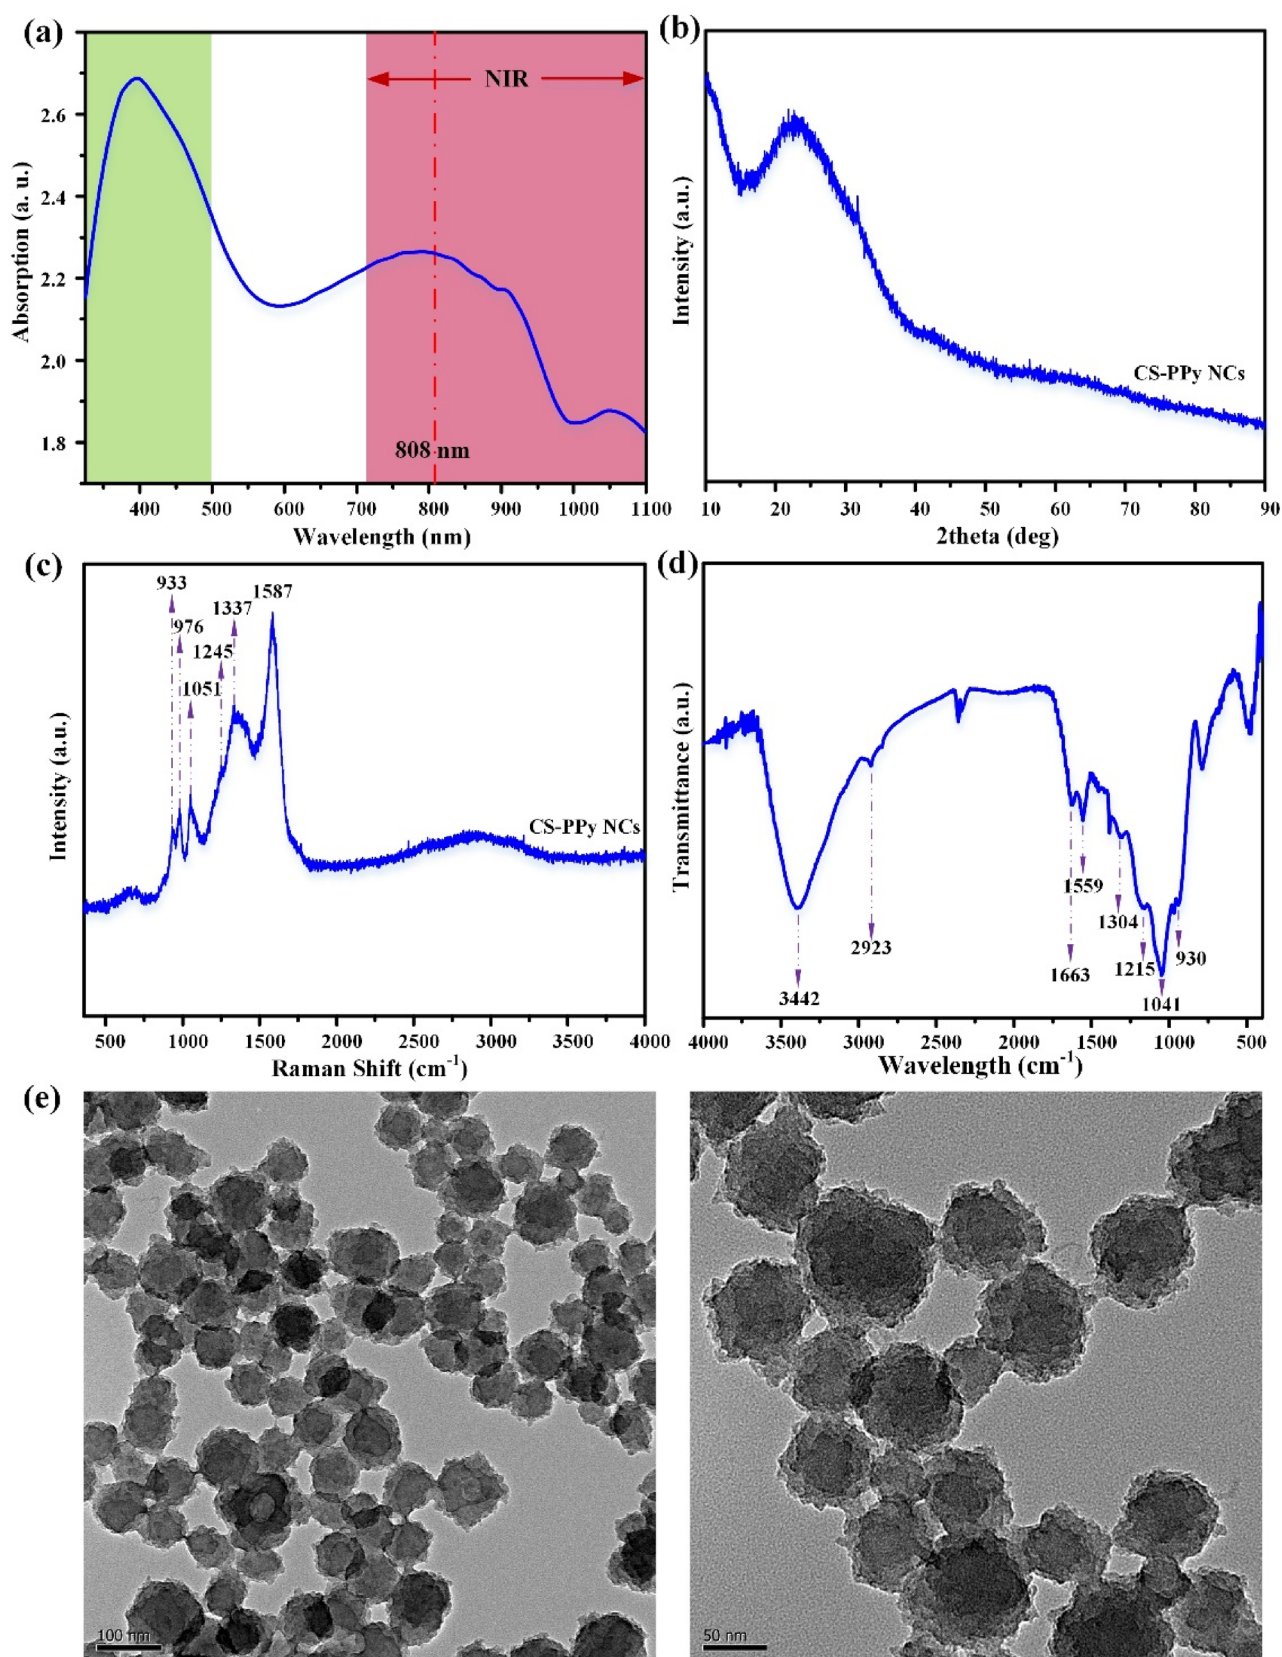 (a)
NIR
808 nm
2.6
2.4
2.2
2.0
1.8
Absorption (a. u.)
400 500 600 700 800 900 1000 1100
Wavelength (nm)
(b)
Intensity (a.u.)
CS-PPy NCs
10 20 30 40 50 60 70 80 90
2theta (deg)
(c)
933
976
1051
1245
1337
1587
Intensity (a.u.)
CS-PPy NCs
500 1000 1500 2000 2500 3000 3500 4000
Raman Shift (cm-1)
(d)
Transmittance (a.u.)
3442
2923
1663
1559
1304
1215
1041
930
4000 3500 3000 2500 2000 1500 1000 500
Wavelength (cm-1)
(e)
100 nm
50 nm